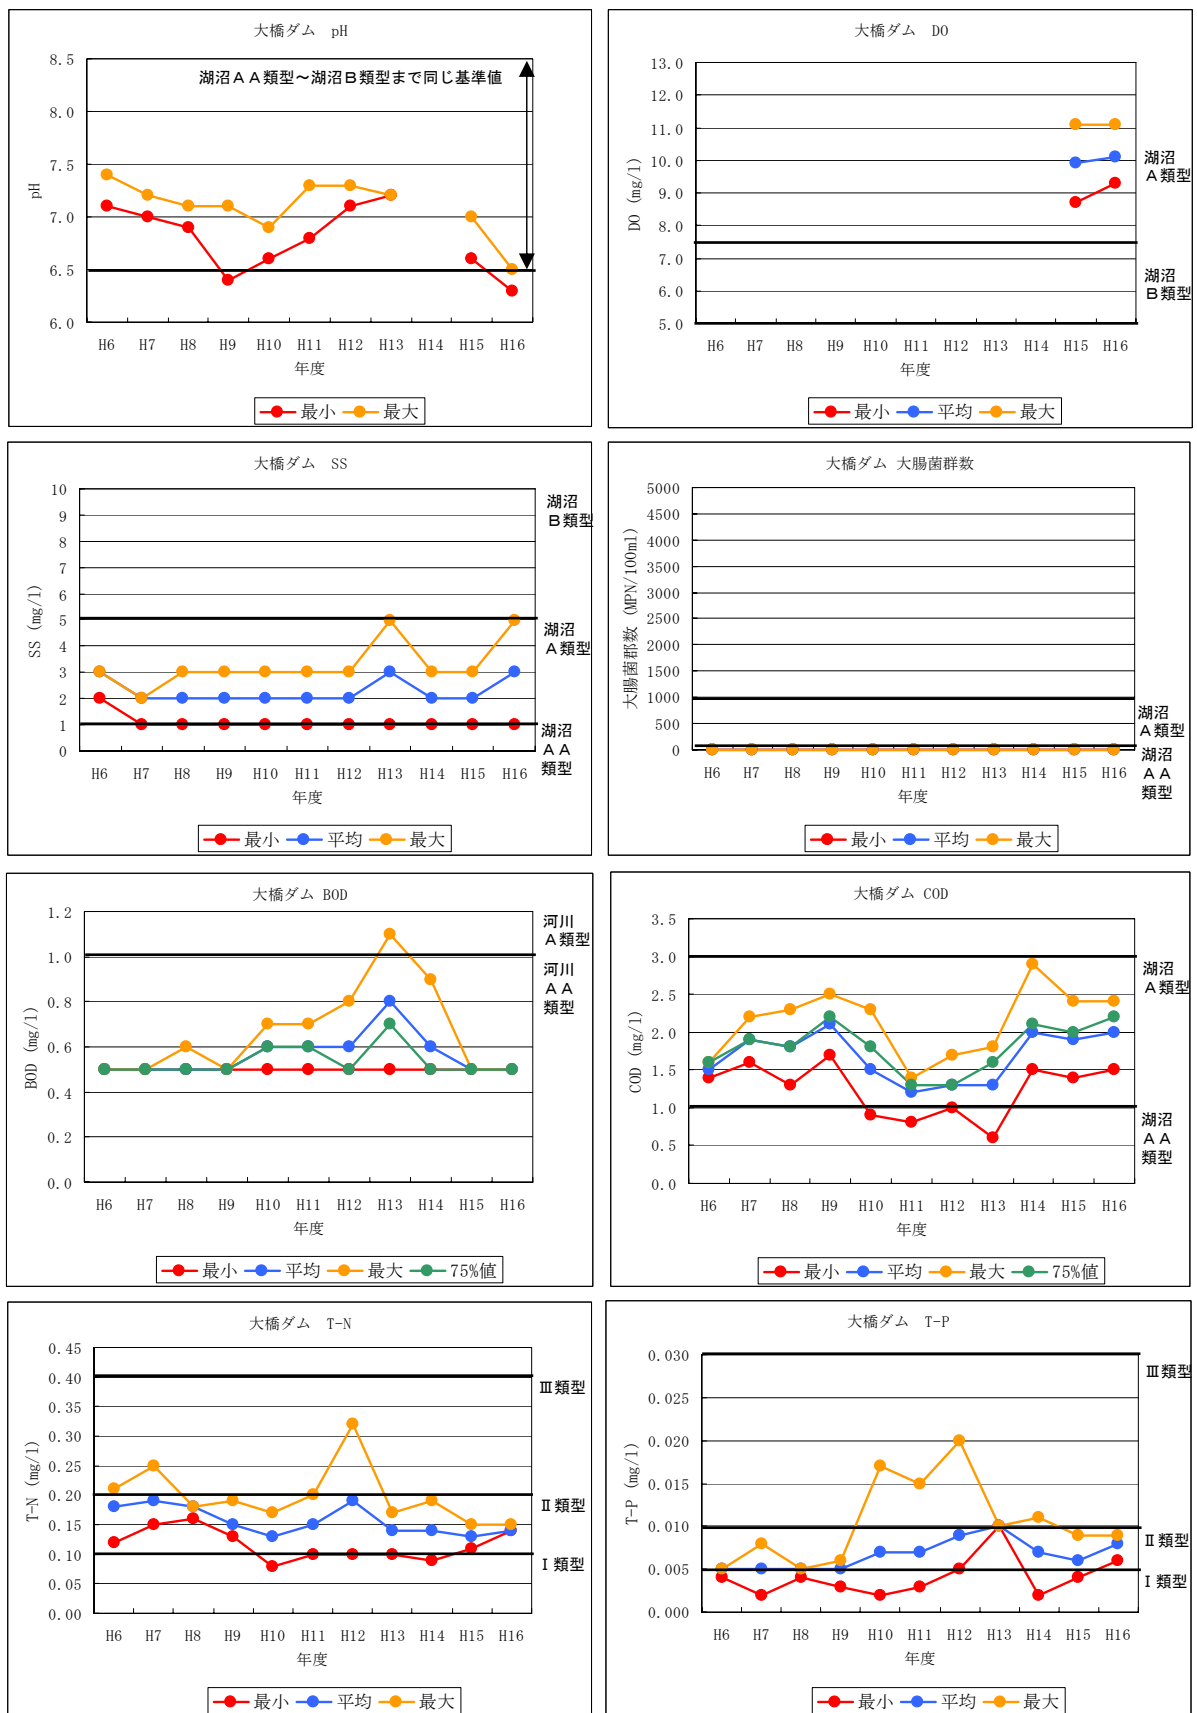 大橋ダム　pH
8.5
8.0
7.5
7.0
6.5
6.0
pH
湖沼ＡＡ類型～湖沼Ｂ類型まで同じ基準値
H6 H7 H8 H9 H10 H11 H12 H13 H14 H15 H16
年度
最小 最大
大橋ダム　DO
13.0
12.0
11.0
10.0
9.0
8.0
7.0
6.0
5.0
DO (mg/l)
湖沼
Ａ類型
湖沼
Ｂ類型
H6 H7 H8 H9 H10 H11 H12 H13 H14 H15 H16
年度
最小 平均 最大
大橋ダム　SS
10
9
8
7
6
5
4
3
2
1
0
SS (mg/l)
湖沼
Ｂ類型
湖沼
Ａ類型
湖沼
ＡＡ
類型
H6 H7 H8 H9 H10 H11 H12 H13 H14 H15 H16
年度
最小 平均 最大
大橋ダム 大腸菌群数
5000
4500
4000
3500
3000
2500
2000
1500
1000
500
0
大腸菌群数 (MPN/100ml)
湖沼
Ａ類型
湖沼
ＡＡ
類型
H6 H7 H8 H9 H10 H11 H12 H13 H14 H15 H16
年度
最小 平均 最大
大橋ダム BOD
1.2
1.0
0.8
0.6
0.4
0.2
0.0
BOD (mg/l)
河川
Ａ類型
河川
ＡＡ
類型
H6 H7 H8 H9 H10 H11 H12 H13 H14 H15 H16
年度
最小 平均 最大 75%値
大橋ダム COD
3.5
3.0
2.5
2.0
1.5
1.0
0.5
0.0
COD (mg/l)
湖沼
Ａ類型
湖沼
ＡＡ
類型
H6 H7 H8 H9 H10 H11 H12 H13 H14 H15 H16
年度
最小 平均 最大 75%値
大橋ダム　T-N
0.45
0.40
0.35
0.30
0.25
0.20
0.15
0.10
0.05
0.00
T-N (mg/l)
Ⅲ類型
Ⅱ類型
Ⅰ類型
H6 H7 H8 H9 H10 H11 H12 H13 H14 H15 H16
年度
最小 平均 最大
大橋ダム　T-P
0.030
0.025
0.020
0.015
0.010
0.005
0.000
T-P (mg/l)
Ⅲ類型
Ⅱ類型
Ⅰ類型
H6 H7 H8 H9 H10 H11 H12 H13 H14 H15 H16
年度
最小 平均 最大